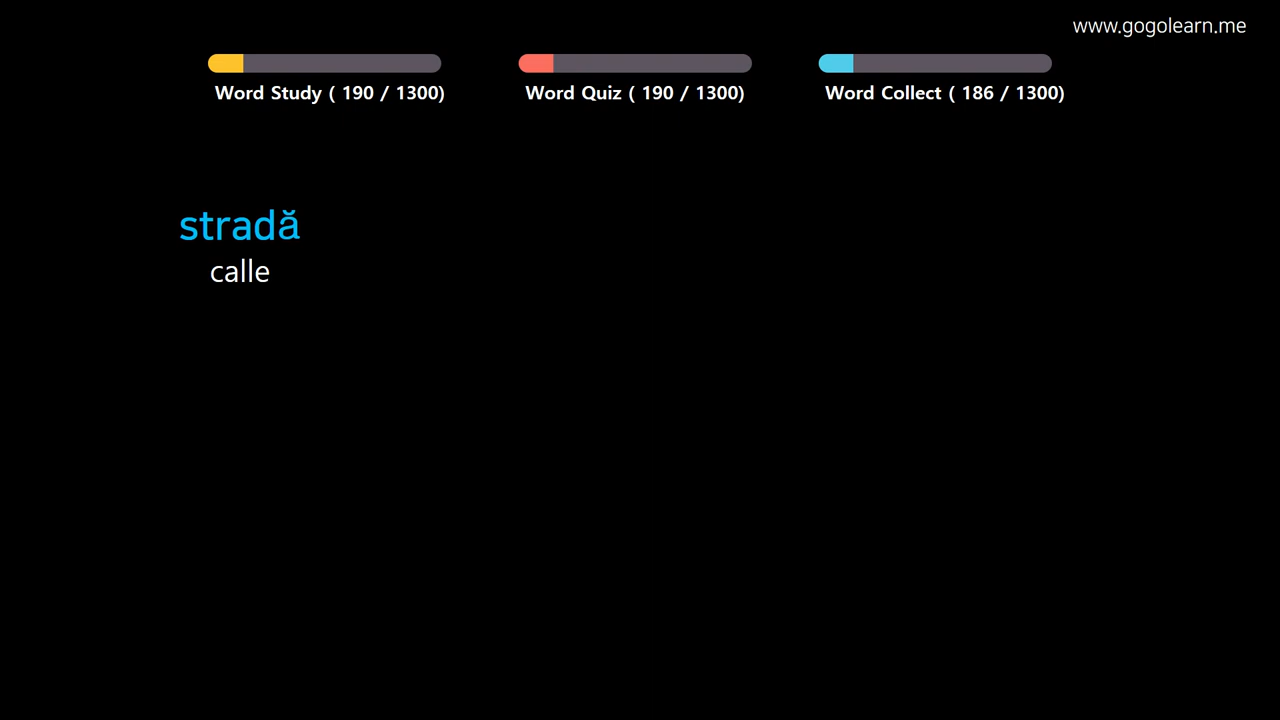 www.gogolearn.me
Word Study ( 190 / 1300)
Word Quiz ( 190 / 1300)
Word Collect ( 186 / 1300)
stradă
calle